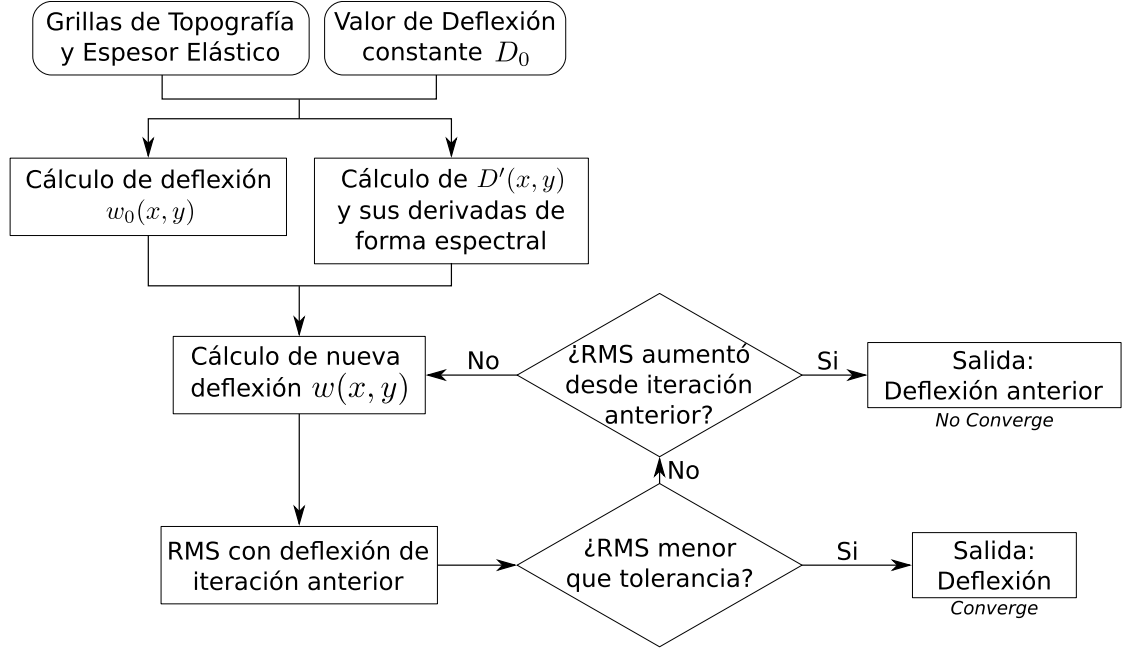 Grillas de Topografía
y Espesor Elástico
Valor de Deflexión
constante D₀
Cálculo de deflexión
w₀(x, y)
Cálculo de D′(x, y)
y sus derivadas de
forma espectral
Cálculo de nueva
deflexión w(x, y)
No
¿RMS aumentó
desde iteración
anterior?
Si
Salida:
Deflexión anterior
No Converge
No
RMS con deflexión de
iteración anterior
¿RMS menor
que tolerancia?
Si
Salida:
Deflexión
Converge